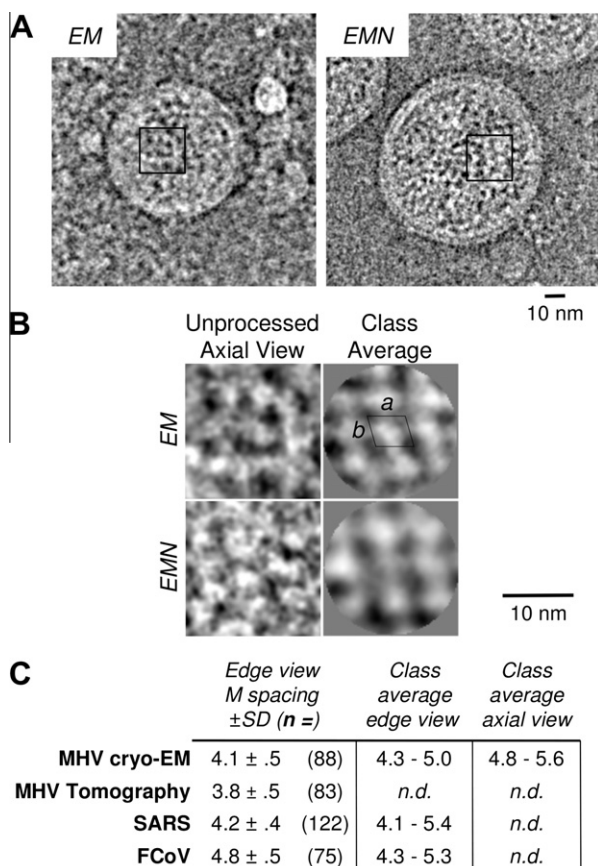 A
EM
EMN
10 nm
B
Unprocessed Axial View
Class Average
EM
a
b
EMN
10 nm
C
Edge view M spacing ±SD (n =)
Class average edge view
Class average axial view
MHV cryo-EM 4.1 ± .5 (88) 4.3 - 5.0 4.8 - 5.6
MHV Tomography 3.8 ± .5 (83) n.d. n.d.
SARS 4.2 ± .4 (122) 4.1 - 5.4 n.d.
FCoV 4.8 ± .5 (75) 4.3 - 5.3 n.d.